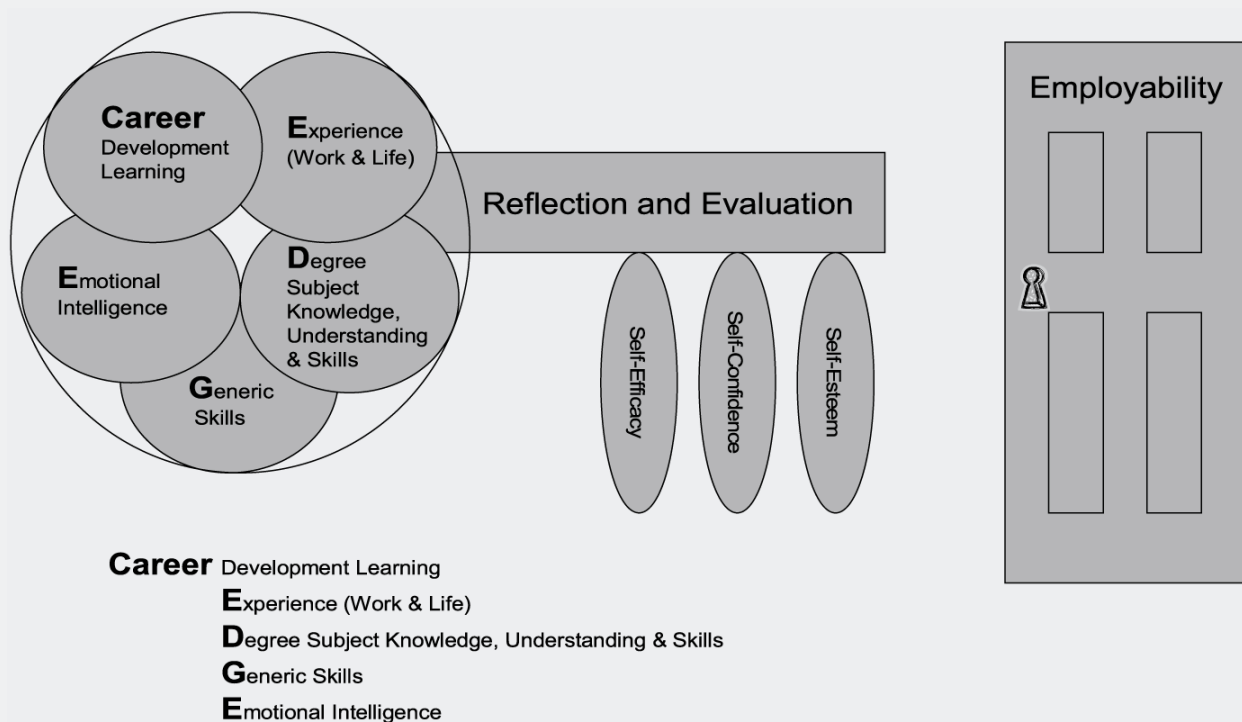 Career
Development
Learning
Experience
(Work & Life)
Emotional
Intelligence
Degree
Subject
Knowledge,
Understanding
& Skills
Generic
Skills
Reflection and Evaluation
Self-Efficacy
Self-Confidence
Self-Esteem
Employability
Career Development Learning
Experience (Work & Life)
Degree Subject Knowledge, Understanding & Skills
Generic Skills
Emotional Intelligence